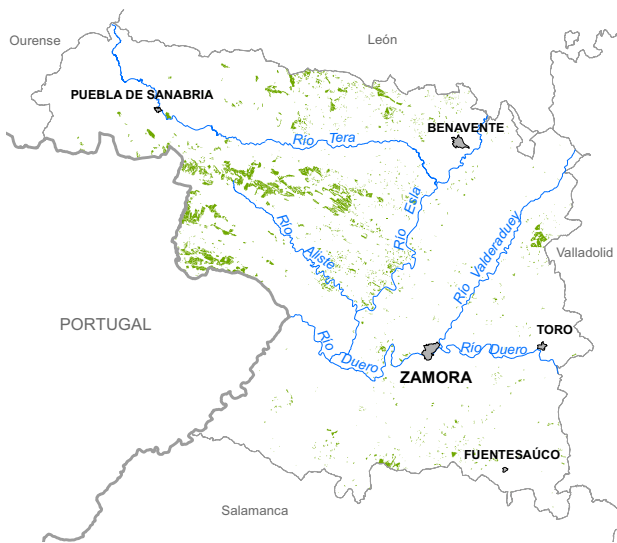 León
Ourense
PUEBLA DE SANABRIA
BENAVENTE
Río Tera
Río Esla
Río Aliste
Río Valderaduey
Valladolid
PORTUGAL
TORO
Río Duero
Río Duero
ZAMORA
FUENTESAÚCO
Salamanca